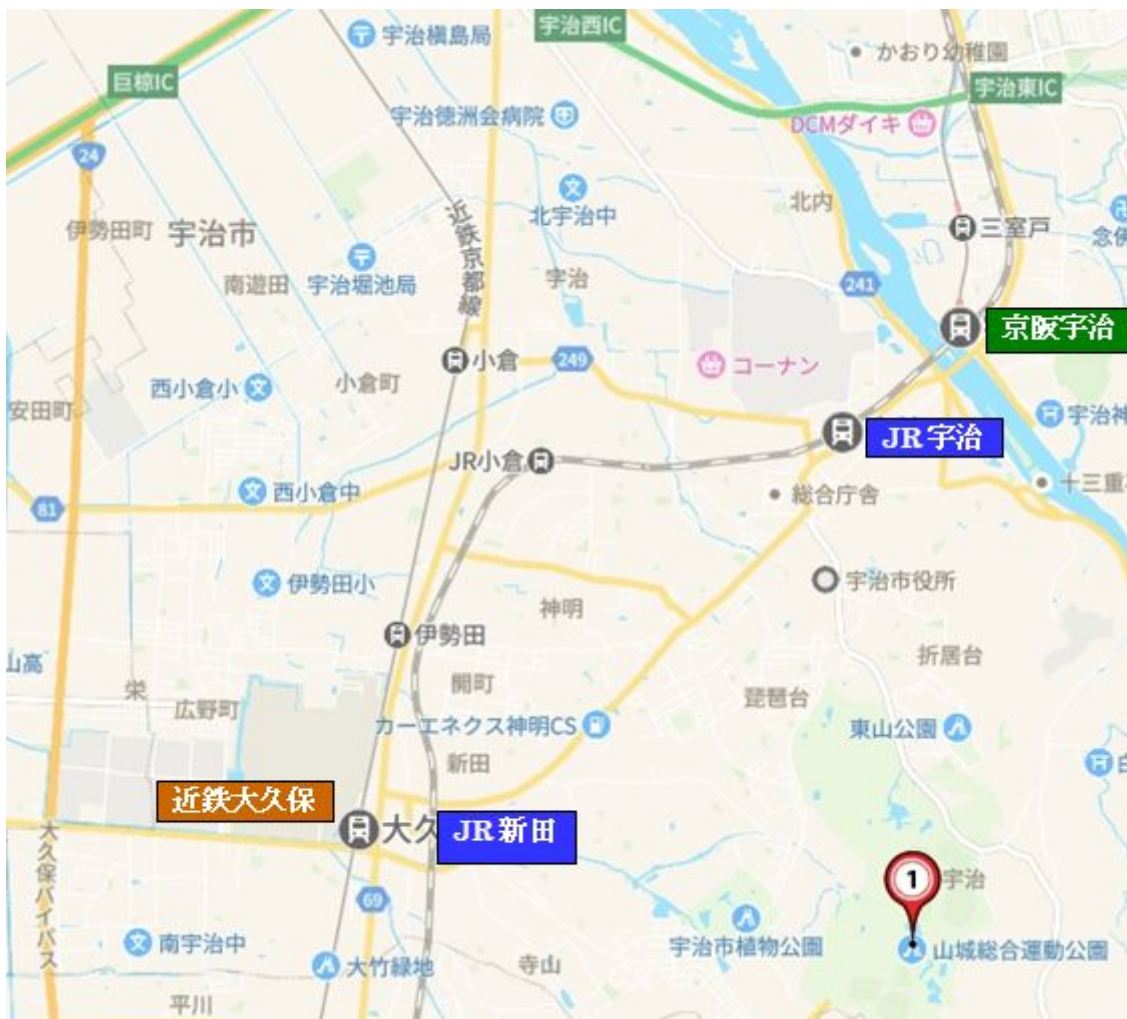 宇治槇島局
宇治西IC
かおり幼稚園
巨椋IC
宇治東IC
宇治徳洲会病院
DCMダイキ
24
北宇治中
北内
近鉄京都線
三室戸
伊勢田町
宇治市
南遊田
宇治堀池局
宇治
241
京阪宇治
小倉
249
コーナン
西小倉小
小倉町
安田町
宇治神
JR宇治
JR小倉
西小倉中
総合庁舎
十三重
81
伊勢田小
宇治市役所
神明
伊勢田
折居台
山高
栄
開町
琵琶台
広野町
カーエネクス神明CS
東山公園
新田
白
近鉄大久保
大久
JR新田
大久保バイパス
1
宇治
69
南宇治中
大竹緑地
寺山
宇治市植物公園
山城総合運動公園
平川